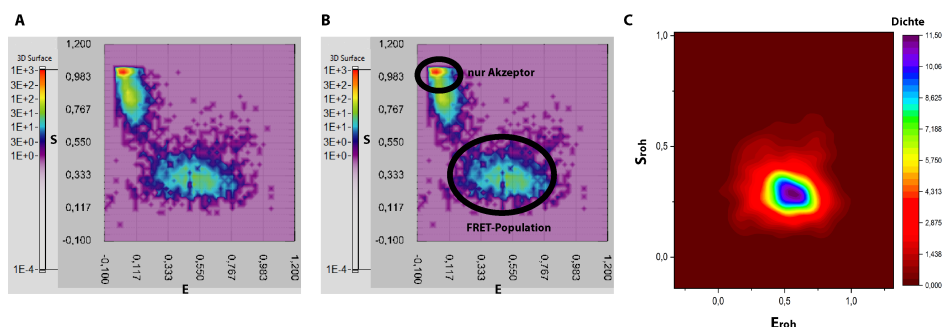 A
3D Surface
1E+3
3E+2
1E+2
3E+1
1E+1
3E+0
1E+0
1E-4
S
1,200
0,983
0,767
0,550
0,333
0,117
-0,100
-0,100
0,117
0,333
0,550
0,767
0,983
1,200
E
B
3D Surface
1E+3
3E+2
1E+2
3E+1
1E+1
3E+0
1E+0
1E-4
S
1,200
0,983
0,767
0,550
0,333
0,117
-0,100
nur Akzeptor
FRET-Population
-0,100
0,117
0,333
0,550
0,767
0,983
1,200
E
C
Dichte
1,0
0,5
0,0
Sroh
0,0
0,5
1,0
Eroh
11,50
9,775
8,625
7,475
5,750
4,313
2,875
1,438
0,000